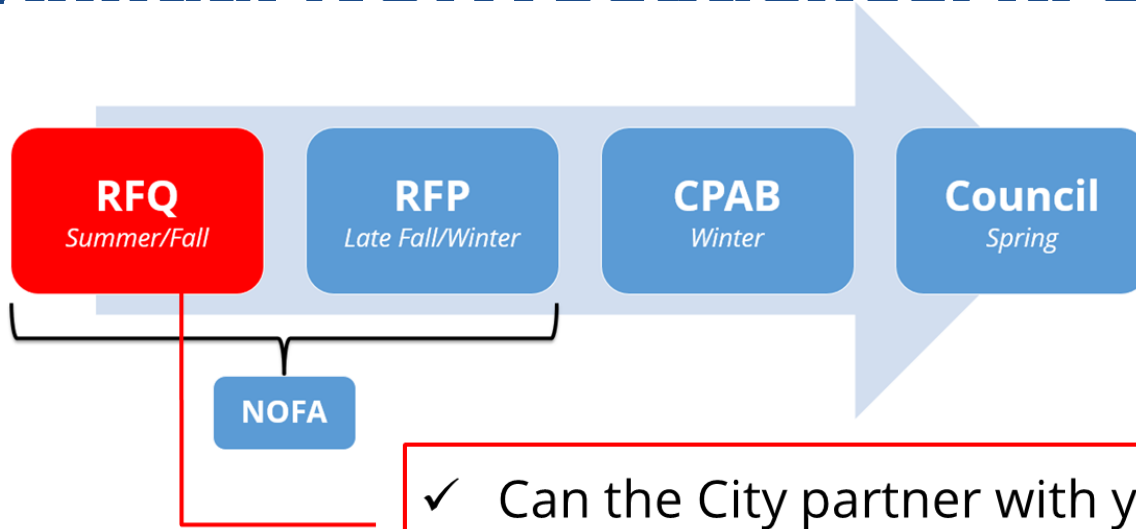 RFQ
Summer/Fall
RFP
Late Fall/Winter
CPAB
Winter
Council
Spring
NOFA
✓ Can the City partner with y